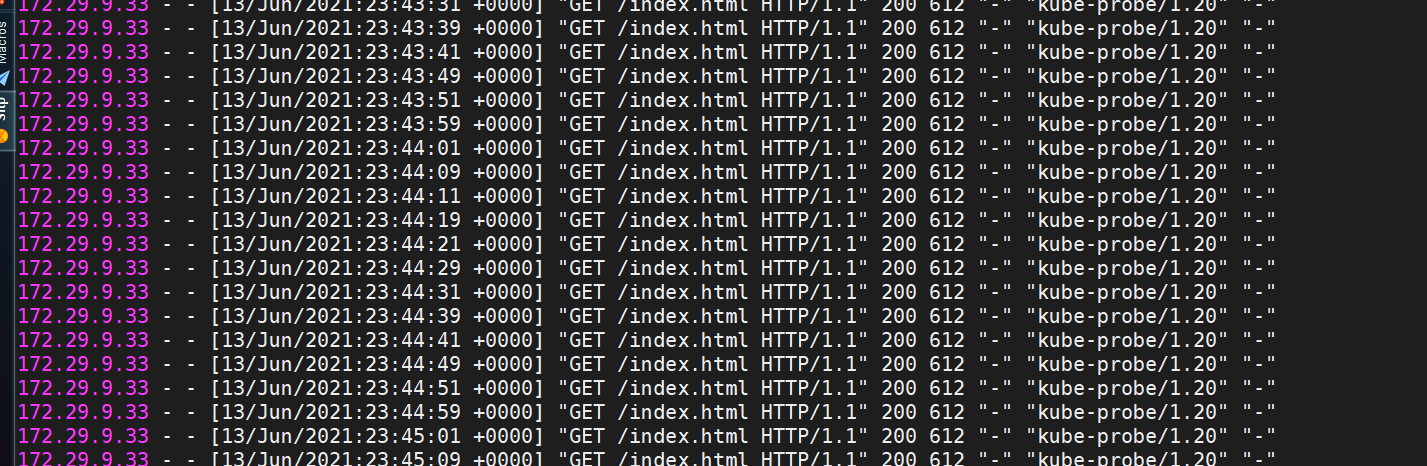 Macros
172.29.9.33 - - [13/Jun/2021:23:43:31 +0000] "GET /index.html HTTP/1.1" 200 612 "-" "kube-probe/1.20" "-"
172.29.9.33 - - [13/Jun/2021:23:43:39 +0000] "GET /index.html HTTP/1.1" 200 612 "-" "kube-probe/1.20" "-"
172.29.9.33 - - [13/Jun/2021:23:43:41 +0000] "GET /index.html HTTP/1.1" 200 612 "-" "kube-probe/1.20" "-"
172.29.9.33 - - [13/Jun/2021:23:43:49 +0000] "GET /index.html HTTP/1.1" 200 612 "-" "kube-probe/1.20" "-"
172.29.9.33 - - [13/Jun/2021:23:43:51 +0000] "GET /index.html HTTP/1.1" 200 612 "-" "kube-probe/1.20" "-"
172.29.9.33 - - [13/Jun/2021:23:43:59 +0000] "GET /index.html HTTP/1.1" 200 612 "-" "kube-probe/1.20" "-"
172.29.9.33 - - [13/Jun/2021:23:44:01 +0000] "GET /index.html HTTP/1.1" 200 612 "-" "kube-probe/1.20" "-"
172.29.9.33 - - [13/Jun/2021:23:44:09 +0000] "GET /index.html HTTP/1.1" 200 612 "-" "kube-probe/1.20" "-"
172.29.9.33 - - [13/Jun/2021:23:44:11 +0000] "GET /index.html HTTP/1.1" 200 612 "-" "kube-probe/1.20" "-"
172.29.9.33 - - [13/Jun/2021:23:44:19 +0000] "GET /index.html HTTP/1.1" 200 612 "-" "kube-probe/1.20" "-"
172.29.9.33 - - [13/Jun/2021:23:44:21 +0000] "GET /index.html HTTP/1.1" 200 612 "-" "kube-probe/1.20" "-"
172.29.9.33 - - [13/Jun/2021:23:44:29 +0000] "GET /index.html HTTP/1.1" 200 612 "-" "kube-probe/1.20" "-"
172.29.9.33 - - [13/Jun/2021:23:44:31 +0000] "GET /index.html HTTP/1.1" 200 612 "-" "kube-probe/1.20" "-"
172.29.9.33 - - [13/Jun/2021:23:44:39 +0000] "GET /index.html HTTP/1.1" 200 612 "-" "kube-probe/1.20" "-"
172.29.9.33 - - [13/Jun/2021:23:44:41 +0000] "GET /index.html HTTP/1.1" 200 612 "-" "kube-probe/1.20" "-"
172.29.9.33 - - [13/Jun/2021:23:44:49 +0000] "GET /index.html HTTP/1.1" 200 612 "-" "kube-probe/1.20" "-"
172.29.9.33 - - [13/Jun/2021:23:44:51 +0000] "GET /index.html HTTP/1.1" 200 612 "-" "kube-probe/1.20" "-"
172.29.9.33 - - [13/Jun/2021:23:44:59 +0000] "GET /index.html HTTP/1.1" 200 612 "-" "kube-probe/1.20" "-"
172.29.9.33 - - [13/Jun/2021:23:45:01 +0000] "GET /index.html HTTP/1.1" 200 612 "-" "kube-probe/1.20" "-"
172.29.9.33 - - [13/Jun/2021:23:45:09 +0000] "GET /index.html HTTP/1.1" 200 612 "-" "kube-probe/1.20" "-"